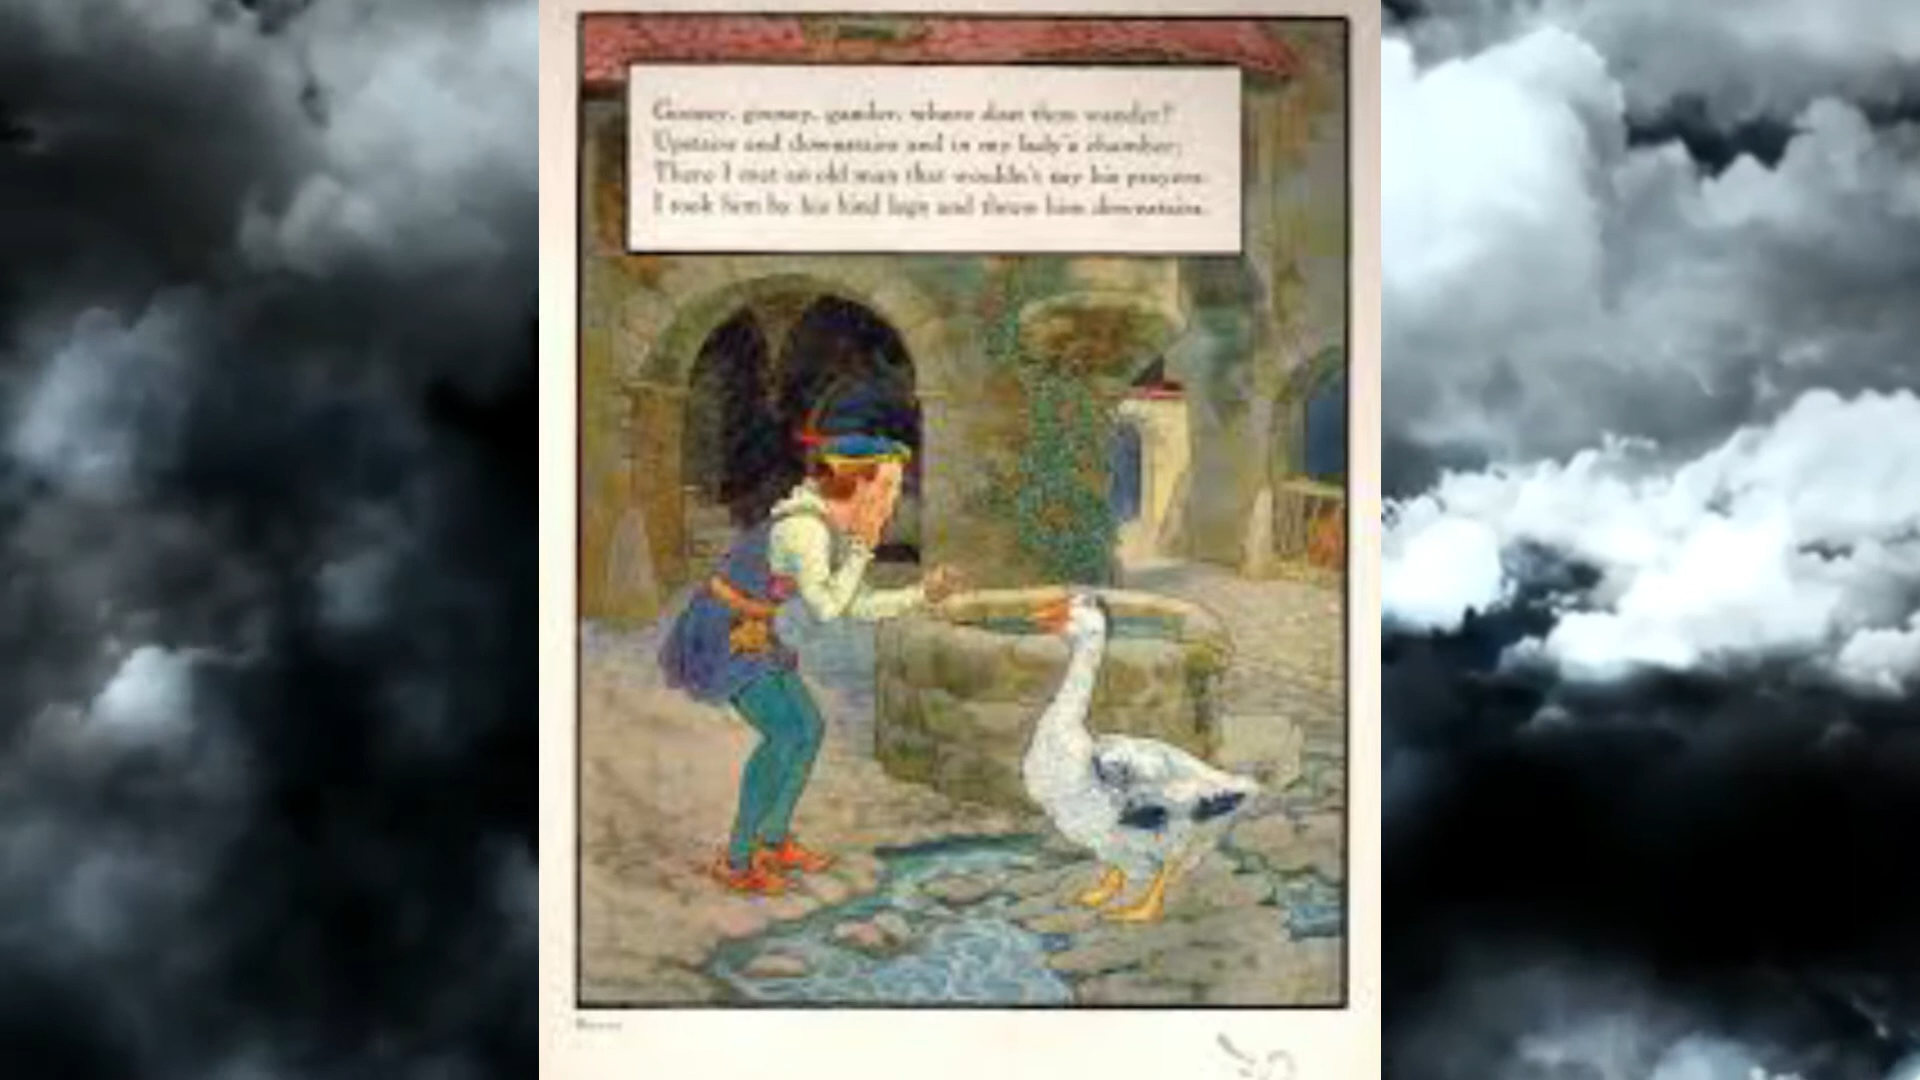 Goosey, goosey, gander, where dost thou wander?
Upstairs and downstairs and in my lady's chamber;
There I met an old man that wouldn't say his prayers:
I took him by his hind legs and threw him downstairs.